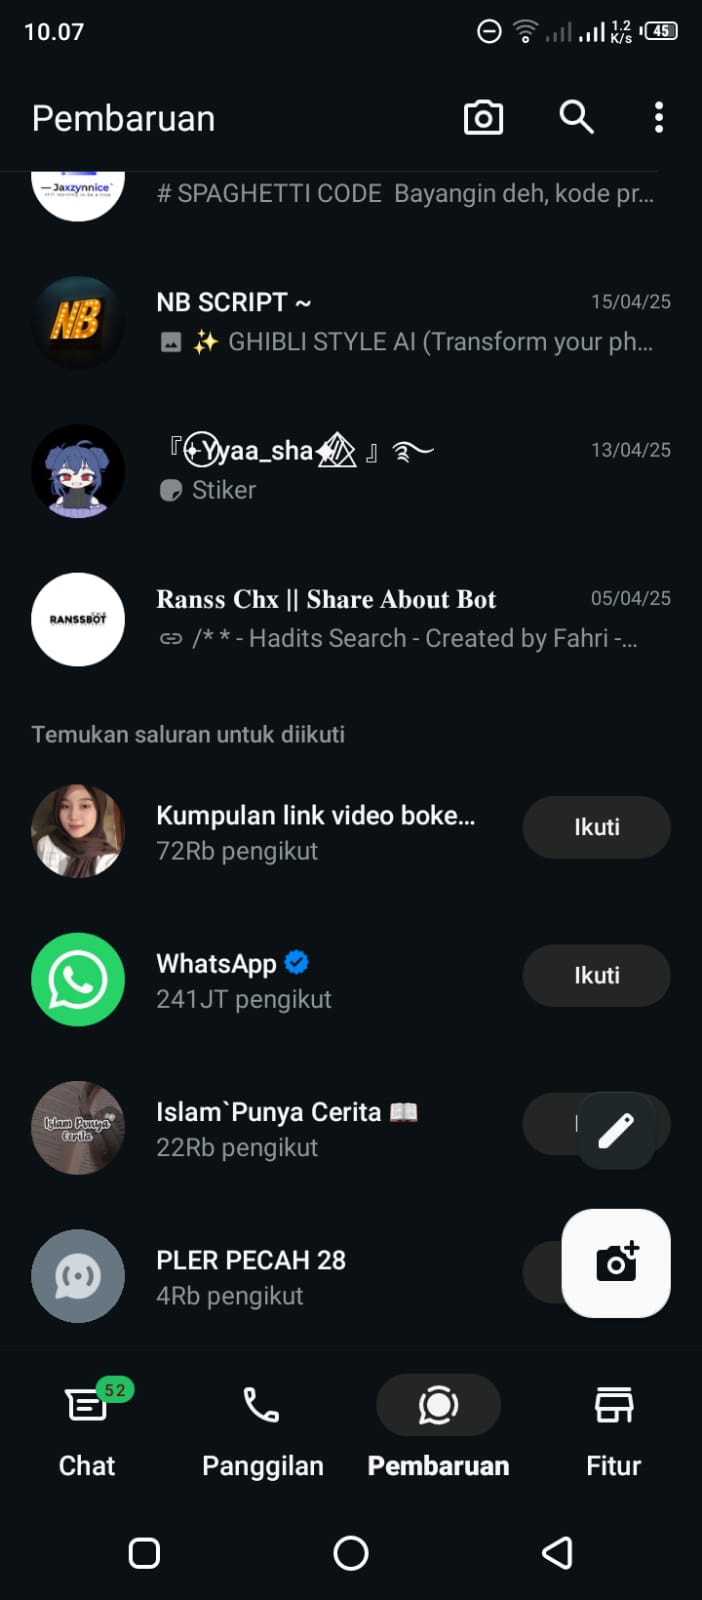 10.07
1.2
K/s
45
Pembaruan
Jaxzynnice
# SPAGHETTI CODE Bayangin deh, kode pr...
NB
NB SCRIPT ~
15/04/25
✨ GHIBLI STYLE AI (Transform your ph...
『Yyaa_sha』
13/04/25
Stiker
RANSSBOT
Ranss Chx || Share About Bot
05/04/25
/* * - Hadits Search - Created by Fahri -...
Temukan saluran untuk diikuti
Kumpulan link video boke...
72Rb pengikut
Ikuti
WhatsApp
241JT pengikut
Ikuti
Islam Punya
Cerita
Islam`Punya Cerita 📖
22Rb pengikut
PLER PECAH 28
4Rb pengikut
52
Chat
Panggilan
Pembaruan
Fitur